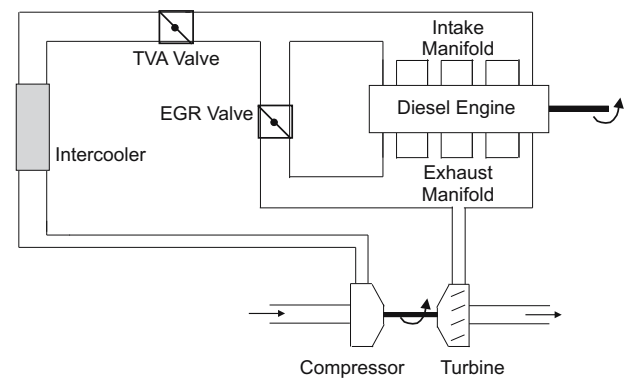 Intake
Manifold
TVA Valve
EGR Valve
Diesel Engine
Intercooler
Exhaust
Manifold
Compressor
Turbine